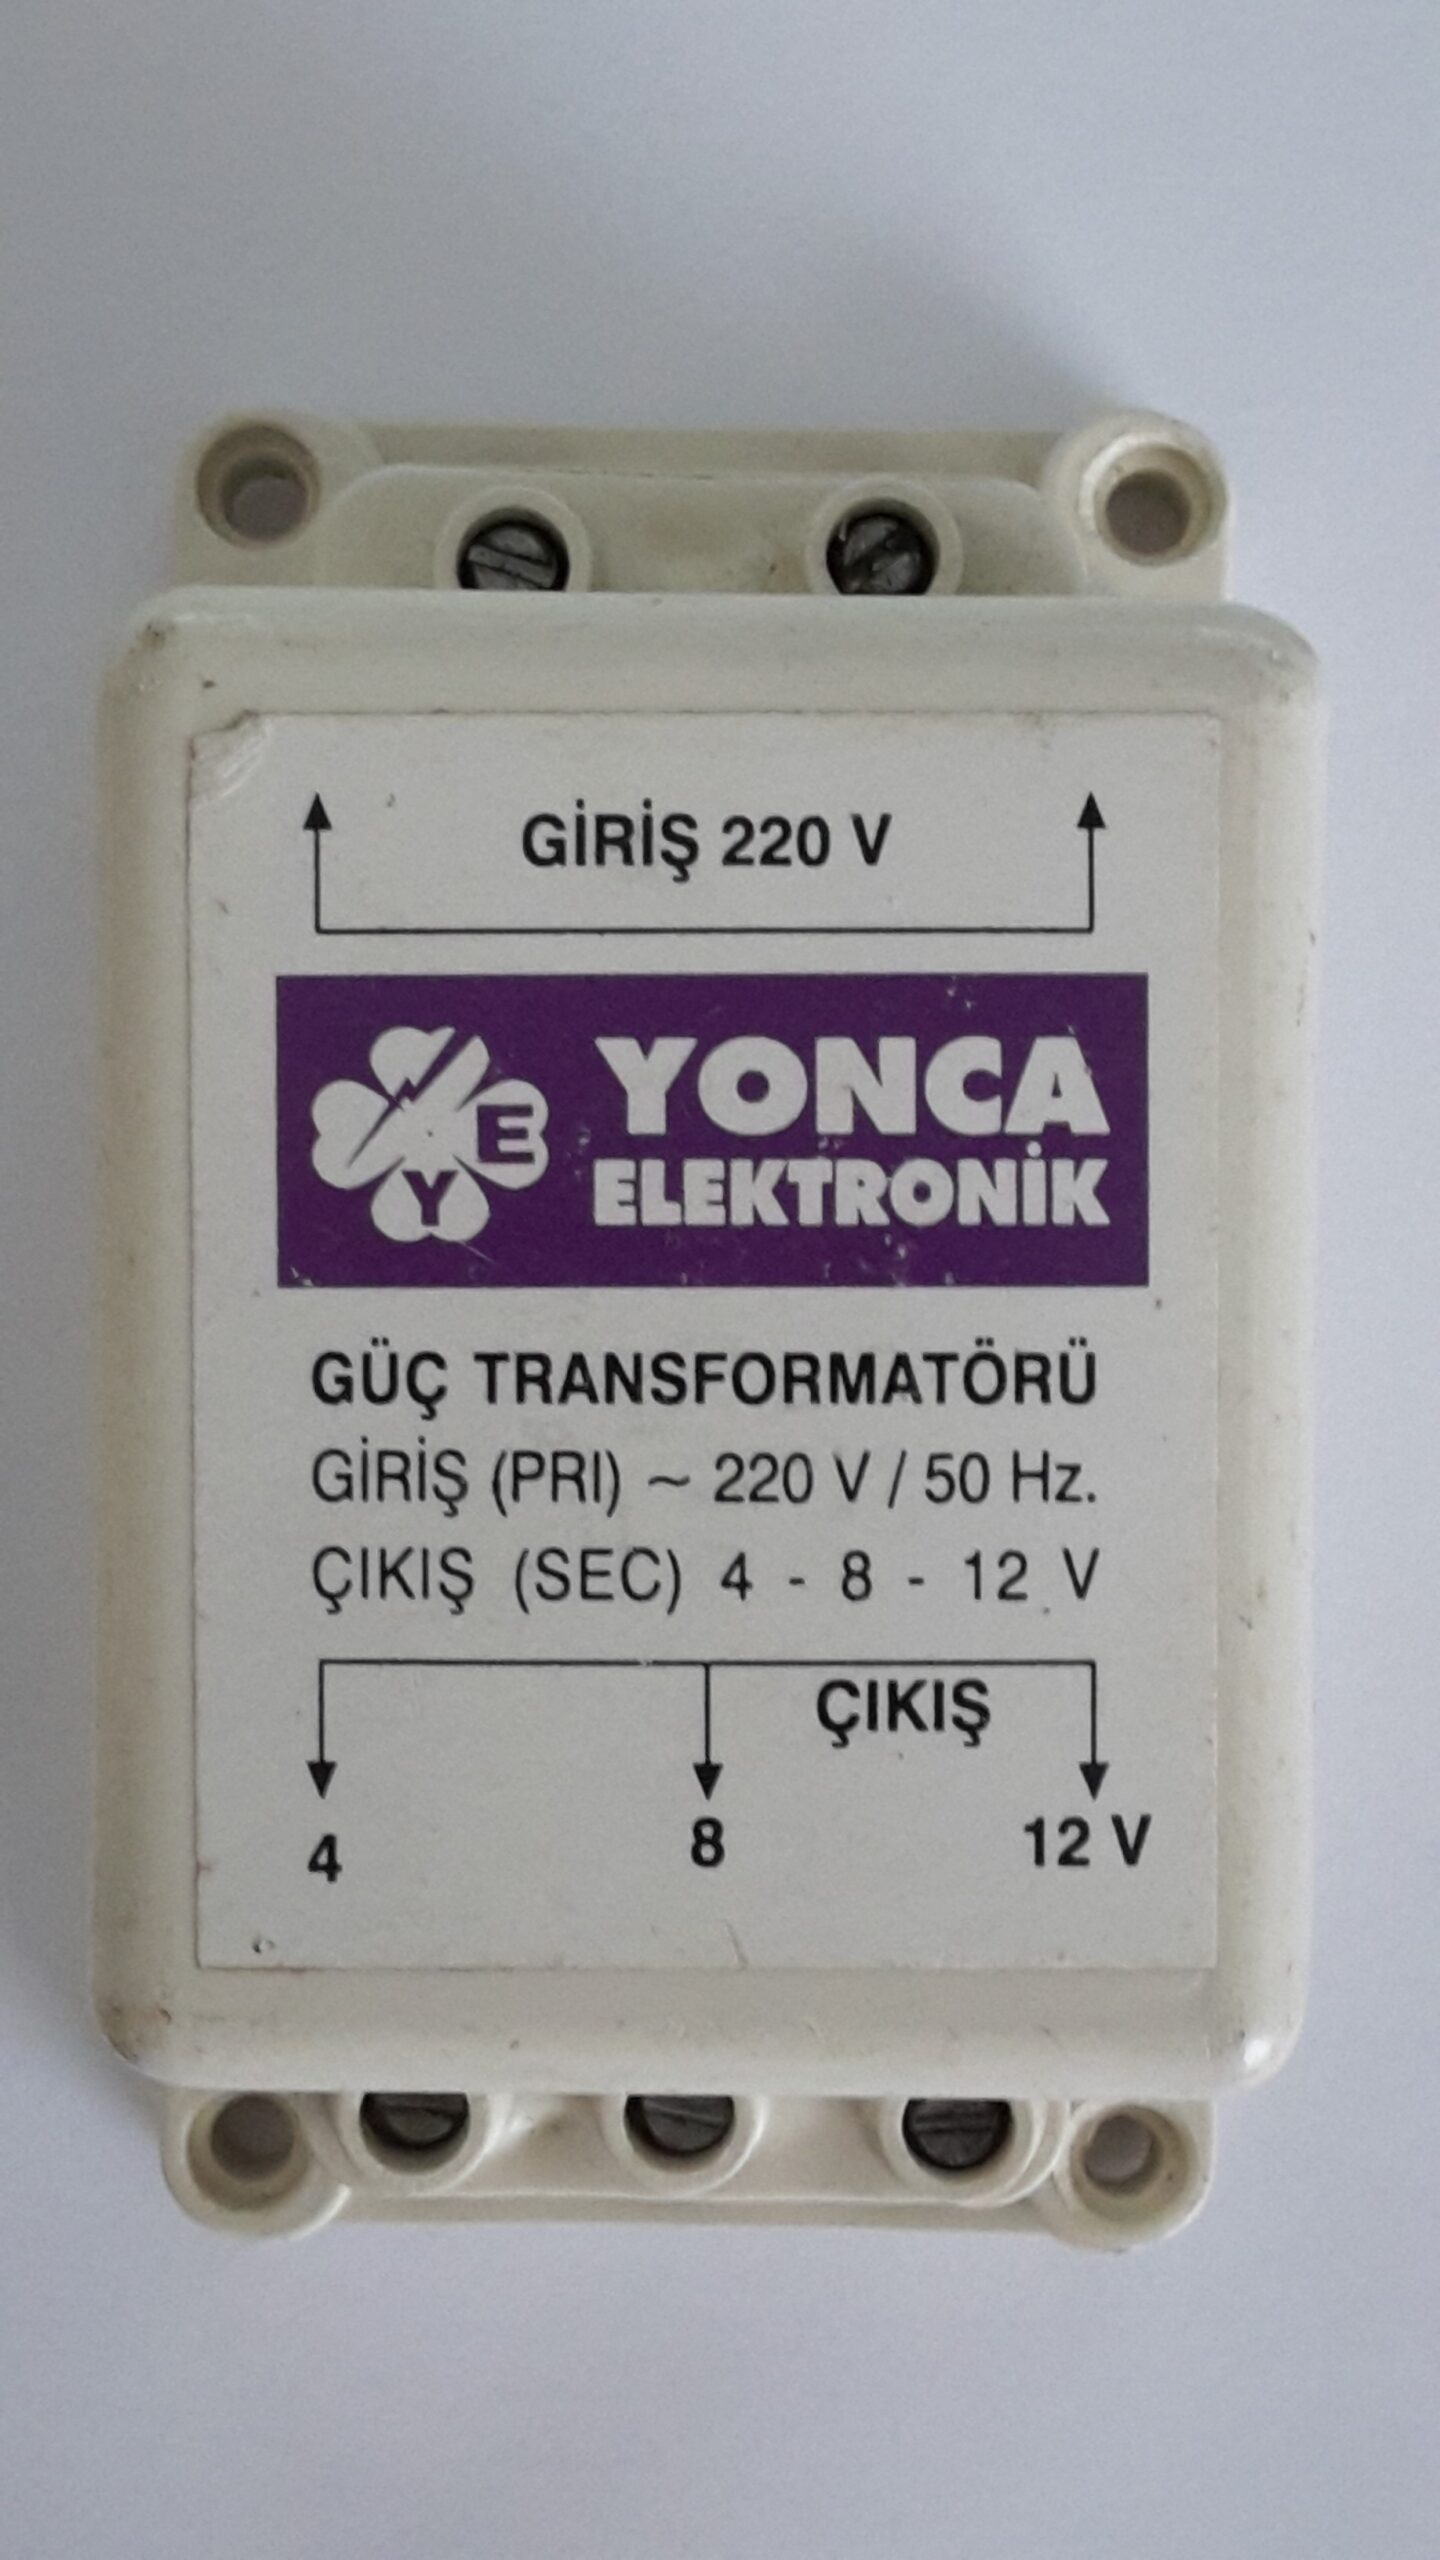 GİRİŞ 220 V
Y E
YONCA
ELEKTRONİK
GÜÇ TRANSFORMATÖRÜ
GİRİŞ (PRI) ~ 220 V / 50 Hz.
ÇIKIŞ (SEC) 4 - 8 - 12 V
ÇIKIŞ
4 8 12 V